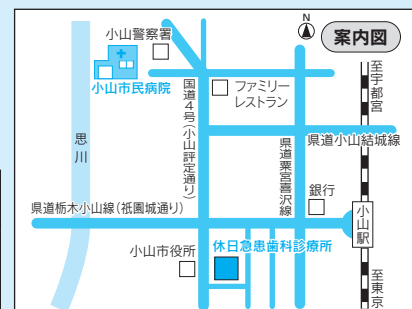 N
案内図
小山警察署
小山市民病院
至宇都宮
ファミリー
レストラン
国道4号(小山評定通り)
思川
県道小山結城線
県道粟宮喜沢線
銀行
県道栃木小山線(祇園城通り)
小山駅
小山市役所
休日急患歯科診療所
至東京